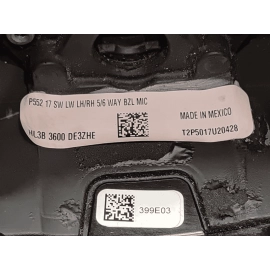 P552 17 SW LW LH/RH 5/6 WAY BZL MIC
MADE IN MEXICO
HL3B 3600 DE3ZHE
T2P5017U20428
399E03